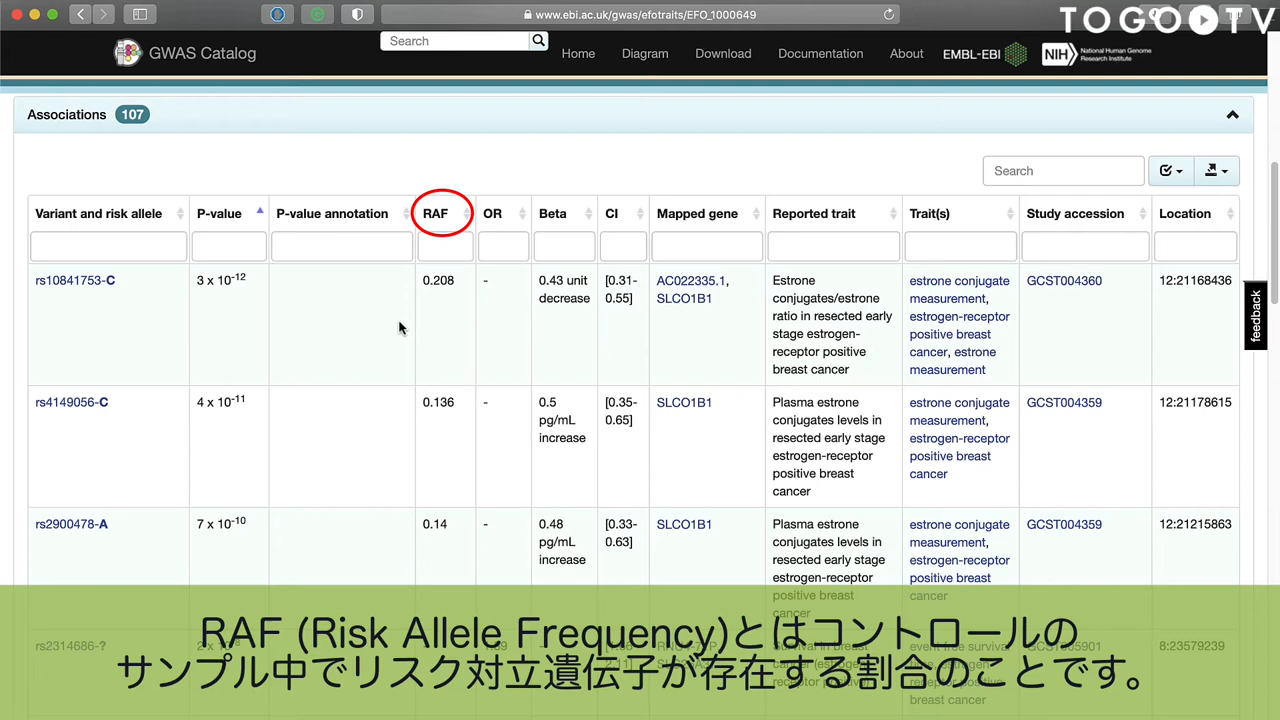 www.ebi.ac.uk/gwas/efotraits/EFO_1000649
TOGO TV
GWAS Catalog
Search
Home
Diagram
Download
Documentation
About
EMBL-EBI
NIH
National Human Genome
Research Institute
Associations 107
Search
Variant and risk allele
P-value
P-value annotation
RAF
OR
Beta
CI
Mapped gene
Reported trait
Trait(s)
Study accession
Location
rs10841753-C
3 x 10-12
0.208
-
0.43 unit
decrease
[0.31-
0.55]
AC022335.1,
SLCO1B1
Estrone
conjugates/estrone
ratio in resected early
stage estrogen-
receptor positive
breast cancer
estrone conjugate
measurement,
estrogen-receptor
positive breast
cancer, estrone
measurement
GCST004360
12:21168436
feedback
rs4149056-C
4 x 10-11
0.136
-
0.5
pg/mL
increase
[0.35-
0.65]
SLCO1B1
Plasma estrone
conjugates levels in
resected early stage
estrogen-receptor
positive breast
cancer
estrone conjugate
measurement,
estrogen-receptor
positive breast
cancer
GCST004359
12:21178615
rs2900478-A
7 x 10-10
0.14
-
0.48
pg/mL
increase
[0.33-
0.63]
SLCO1B1
Plasma estrone
conjugates levels in
resected early stage
estrogen-receptor
positive breast
cancer
estrone conjugate
measurement,
estrogen-receptor
positive breast
cancer
GCST004359
12:21215863
rs2314686-?
8:23579239
RAF (Risk Allele Frequency)とはコントロールの
サンプル中でリスク対立遺伝子が存在する割合のことです。